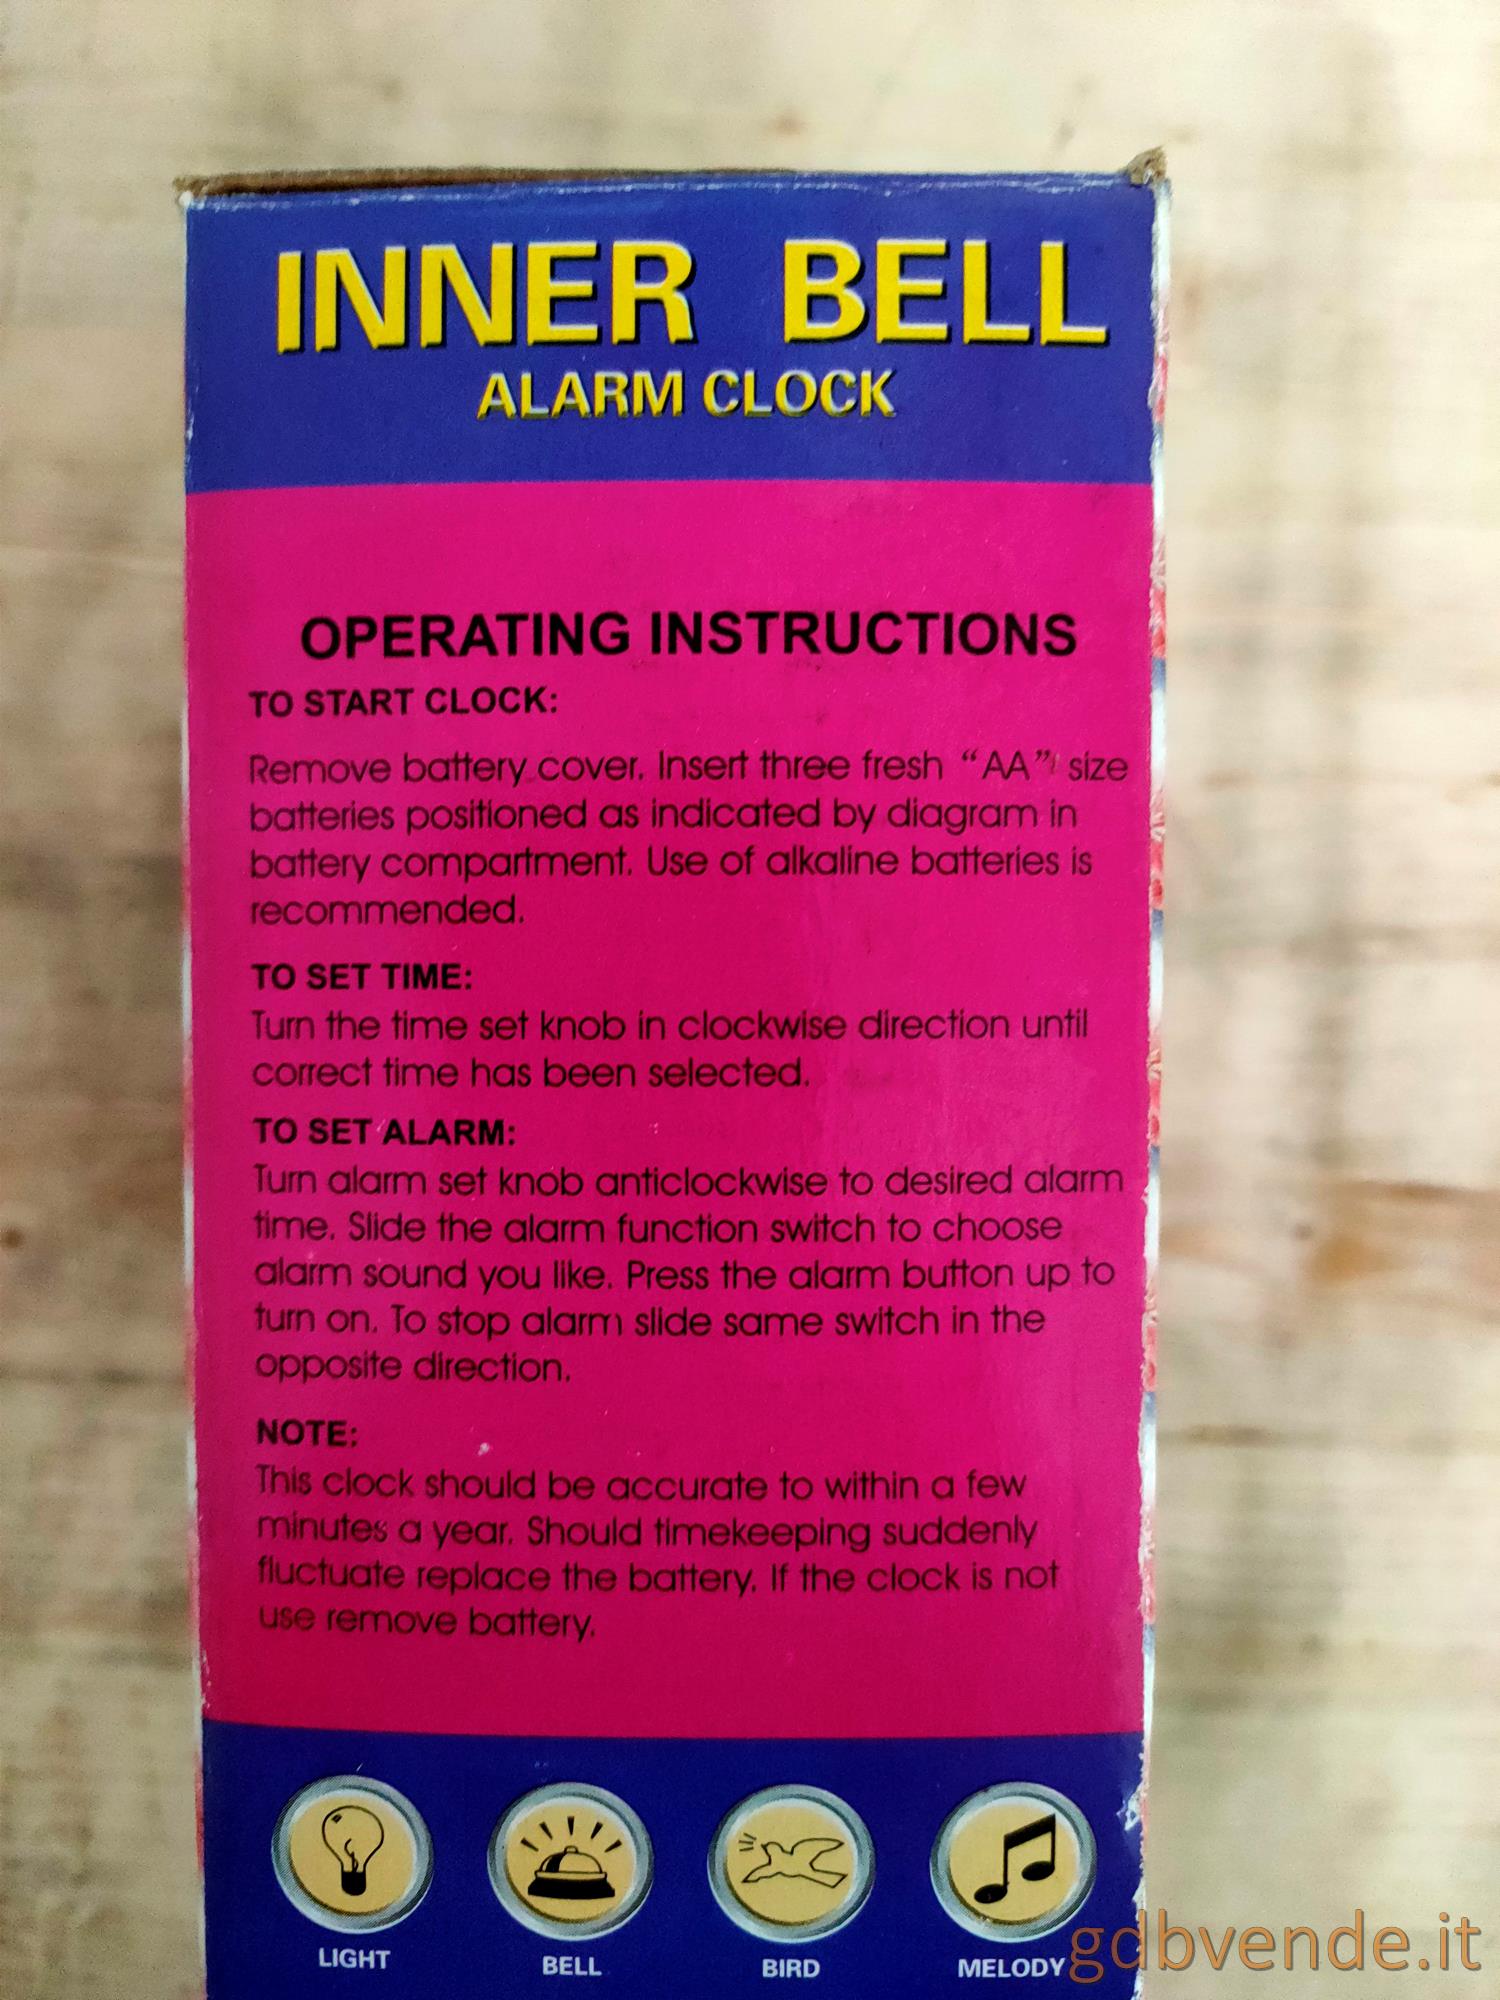 INNER BELL
ALARM CLOCK
OPERATING INSTRUCTIONS
TO START CLOCK:
Remove battery cover. Insert three fresh “AA” size
batteries positioned as indicated by diagram in
battery compartment. Use of alkaline batteries is
recommended.
TO SET TIME:
Turn the time set knob in clockwise direction until
correct time has been selected.
TO SET ALARM:
Turn alarm set knob anticlockwise to desired alarm
time. Slide the alarm function switch to choose
alarm sound you like. Press the alarm button up to
turn on. To stop alarm slide same switch in the
opposite direction.
NOTE:
This clock should be accurate to within a few
minutes a year. Should timekeeping suddenly
fluctuate replace the battery. If the clock is not
use remove battery.
LIGHT BELL BIRD MELODY
gdbvende.it